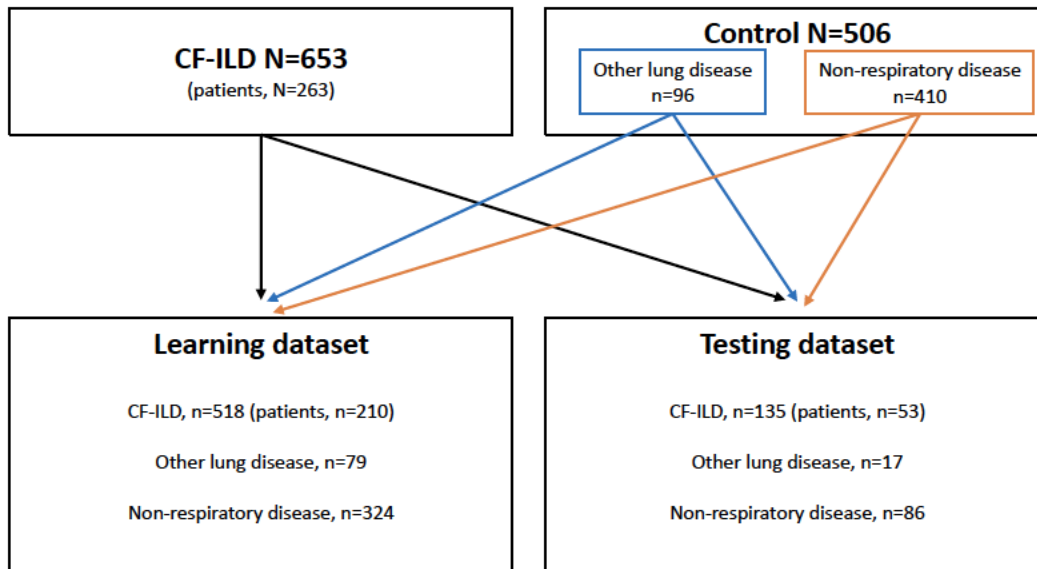 CF-ILD N=653
(patients, N=263)
Control N=506
Other lung disease
n=96
Non-respiratory disease
n=410
Learning dataset
CF-ILD, n=518 (patients, n=210)
Other lung disease, n=79
Non-respiratory disease, n=324
Testing dataset
CF-ILD, n=135 (patients, n=53)
Other lung disease, n=17
Non-respiratory disease, n=86